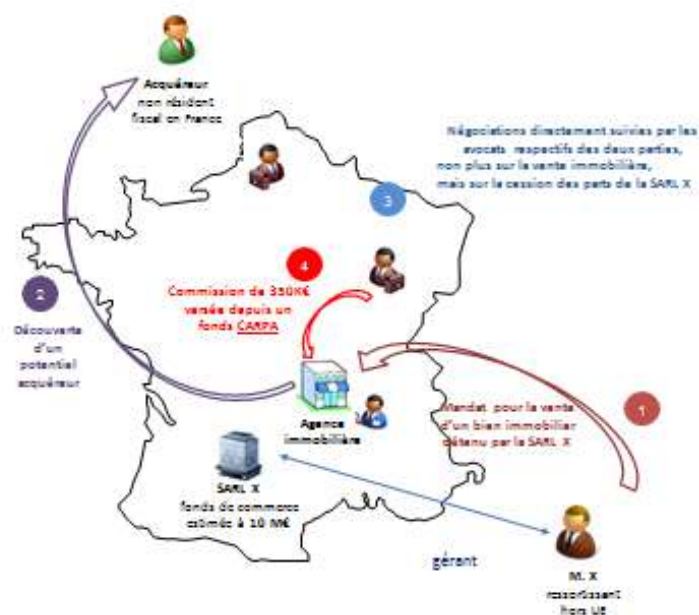 Acquéreur
non résident
fiscal en France
Négociations directement suivies par les
avocats respectifs des deux parties,
non plus sur la vente immobilière,
mais sur la cession des parts de la SARL X
3
4
Commission de 350K€
versée depuis un
fonds CARPA
2
Découverte
d'un
potentiel
acquéreur
1
Mandat pour la vente
d'un bien immobilier
détenu par la SARL X
Agence
immobilière
SARL X
fonds de commerce
estimée à 10 M€
gérant
M. X
ressortissant
hors UE